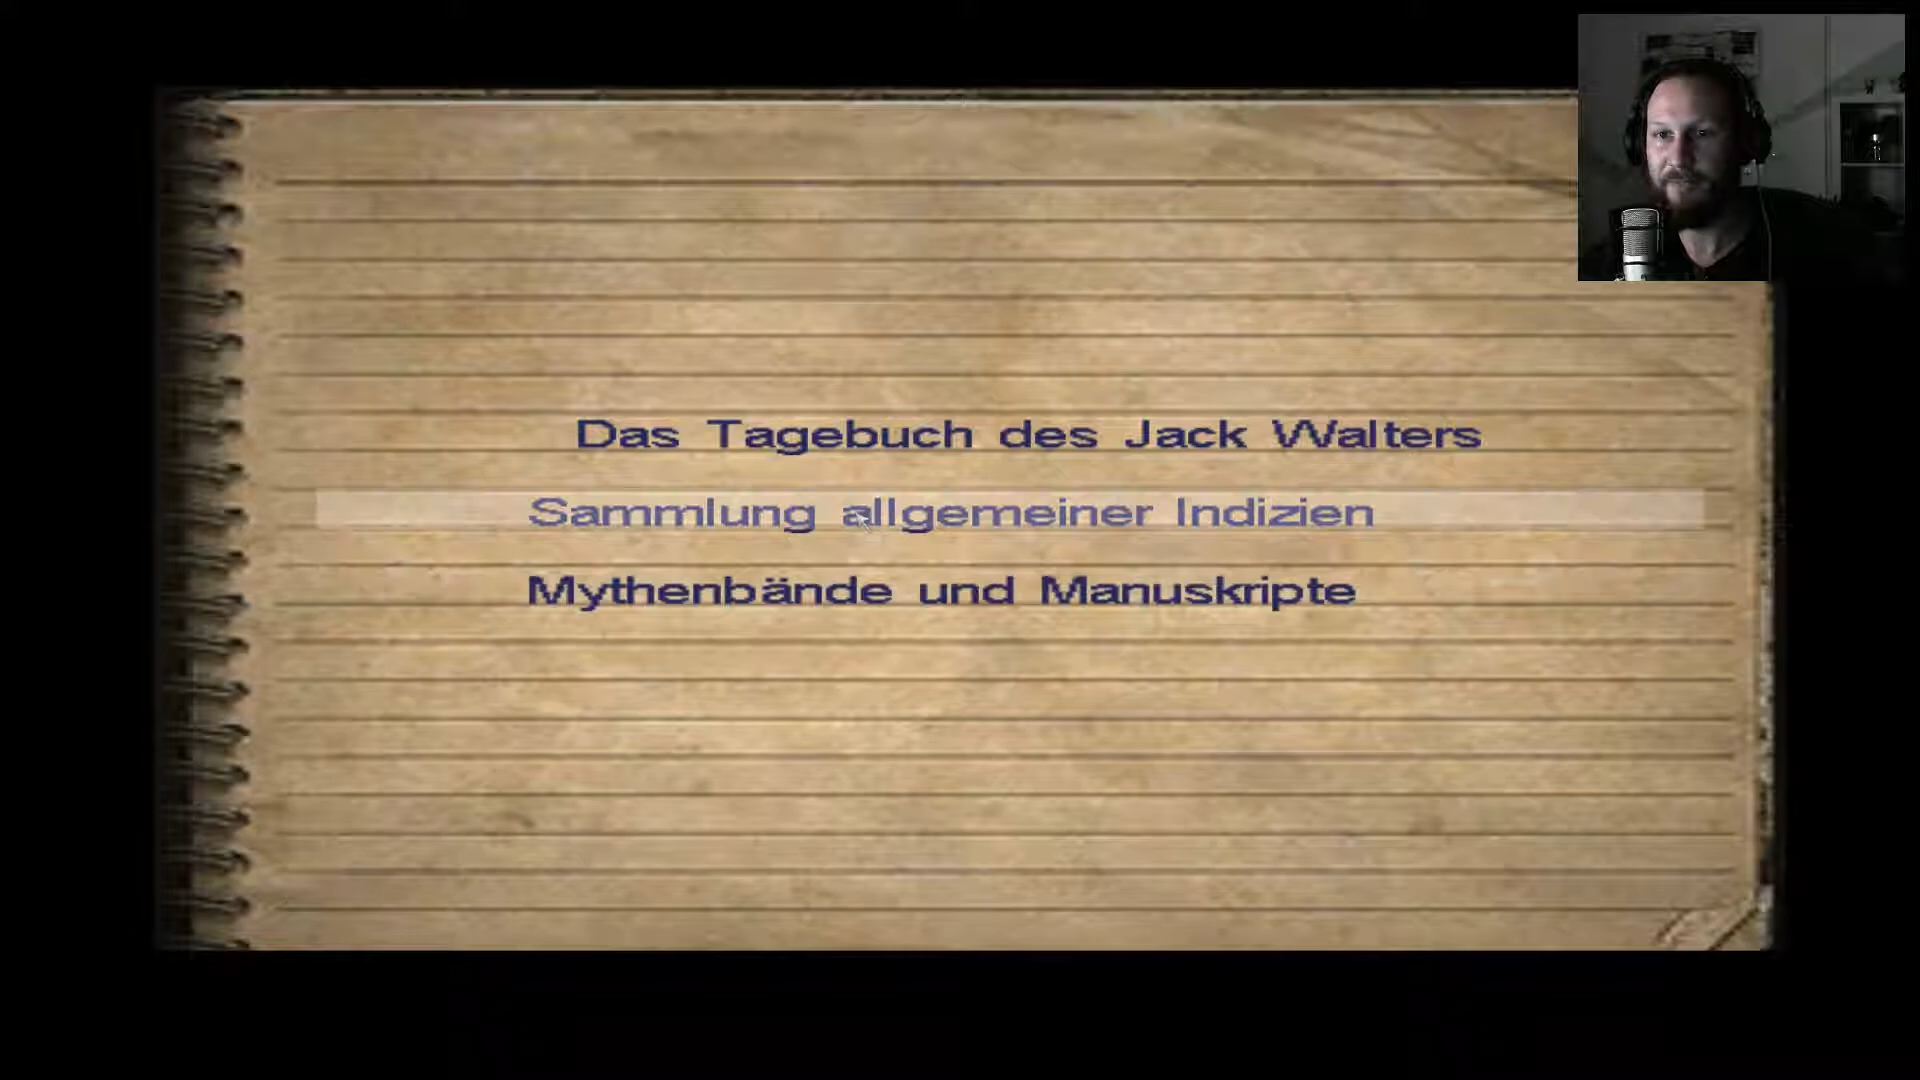 Das Tagebuch des Jack Walters
Sammlung allgemeiner Indizien
Mythenbände und Manuskripte